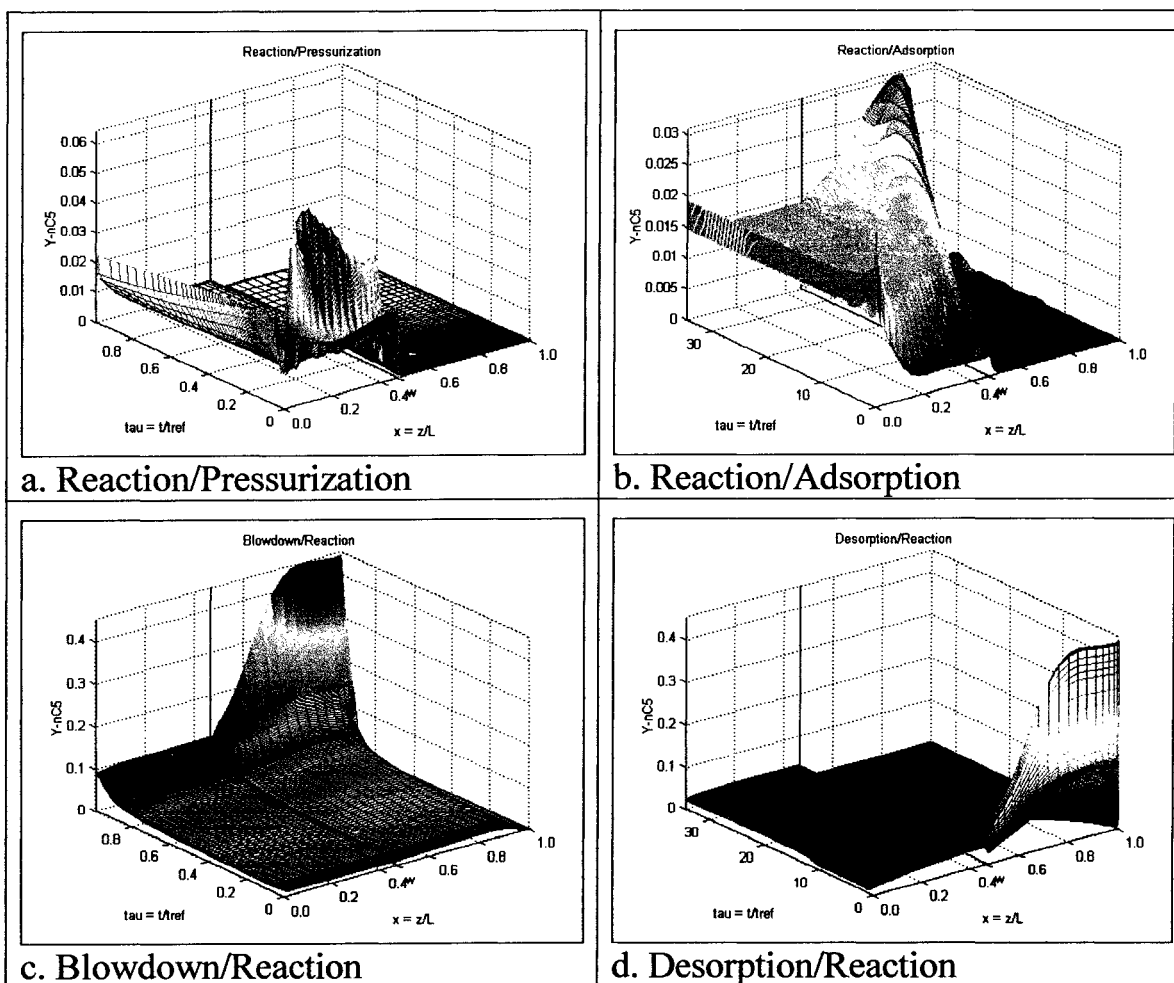 Reaction/Pressurization
0.06
0.05
0.04
0.03
0.02
0.01
0
Y-nC5
0.8
0.6
0.4
0.2
0
0.0
0.2
0.4
w
0.6
0.8
1.0
tau = t/tref
x = z/L
a. Reaction/Pressurization
Reaction/Adsorption
0.03
0.025
0.02
0.015
0.01
0.005
0
Y-nC5
30
20
10
0
0.0
0.2
0.4
w
0.6
0.8
1.0
tau = t/tref
x = z/L
b. Reaction/Adsorption
Blowdown/Reaction
0.4
0.3
0.2
0.1
0
Y-nC5
0.8
0.6
0.4
0.2
0
0.0
0.2
0.4
w
0.6
0.8
1.0
tau = t/tref
x = z/L
c. Blowdown/Reaction
Desorption/Reaction
0.4
0.3
0.2
0.1
0
Y-nC5
30
20
10
0
0.0
0.2
0.4
w
0.6
0.8
1.0
tau = t/tref
x = z/L
d. Desorption/Reaction